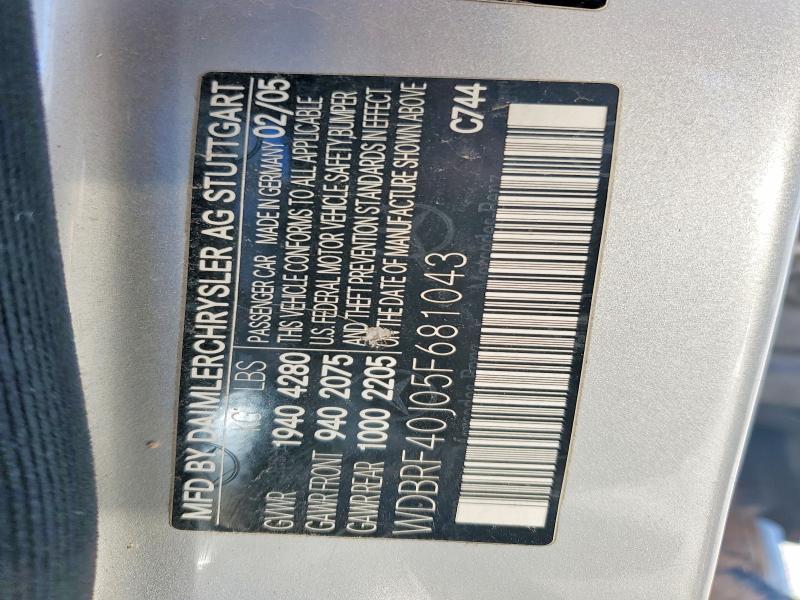 MFD BY DAIMLERCHRYSLER AG STUTTGART
KG LBS PASSENGER CAR MADE IN GERMANY 02/05
GVWR 1940 4280 THIS VEHICLE CONFORMS TO ALL APPLICABLE
GAWR FRONT 940 2075 U.S. FEDERAL MOTOR VEHICLE SAFETY, BUMPER
GAWR REAR 1000 2205 AND THEFT PREVENTION STANDARDS IN EFFECT
ON THE DATE OF MANUFACTURE SHOWN ABOVE
WDBRF40J05F681043 C744